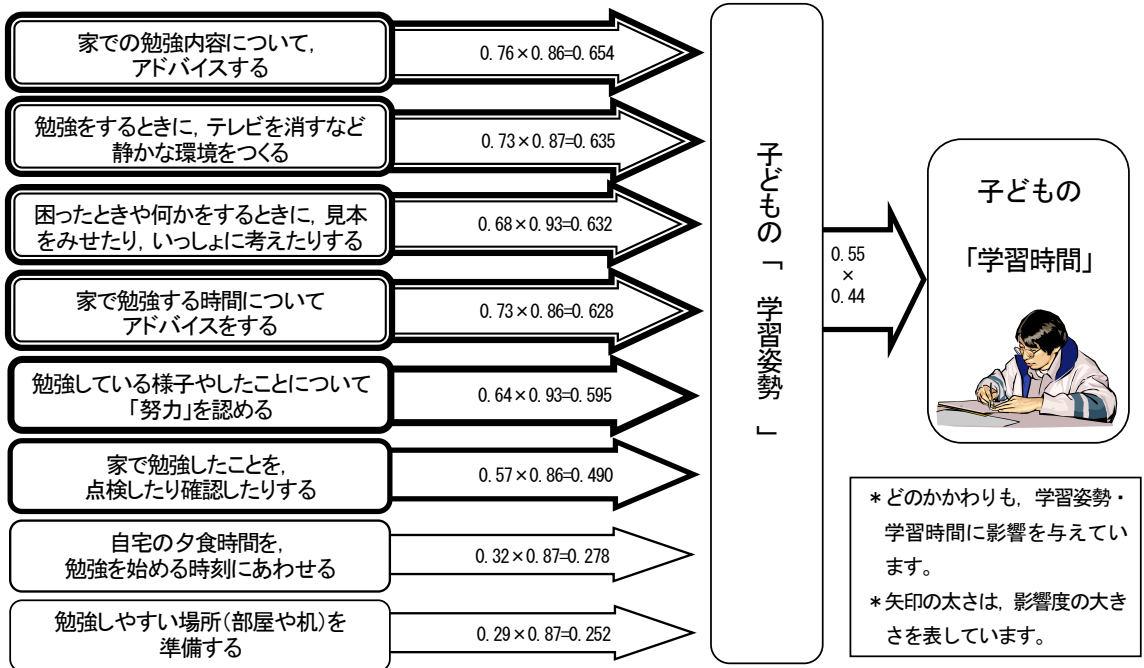 家での勉強内容について,
アドバイスする
0.76×0.86=0.654
勉強をするときに, テレビを消すなど
静かな環境をつくる
0.73×0.87=0.635
困ったときや何かをするときに, 見本
をみせたり, いっしょに考えたりする
0.68×0.93=0.632
家で勉強する時間について
アドバイスをする
0.73×0.86=0.628
勉強している様子やしたことについて
「努力」を認める
0.64×0.93=0.595
家で勉強したことを,
点検したり確認したりする
0.57×0.86=0.490
自宅の夕食時間を,
勉強を始める時刻にあわせる
0.32×0.87=0.278
勉強しやすい場所(部屋や机)を
準備する
0.29×0.87=0.252
子どもの「 学習姿勢 」
0.55
×
0.44
子どもの
「学習時間」
*どのかかわりも, 学習姿勢・
学習時間に影響を与えてい
ます。
*矢印の太さは, 影響度の大き
さを表しています。